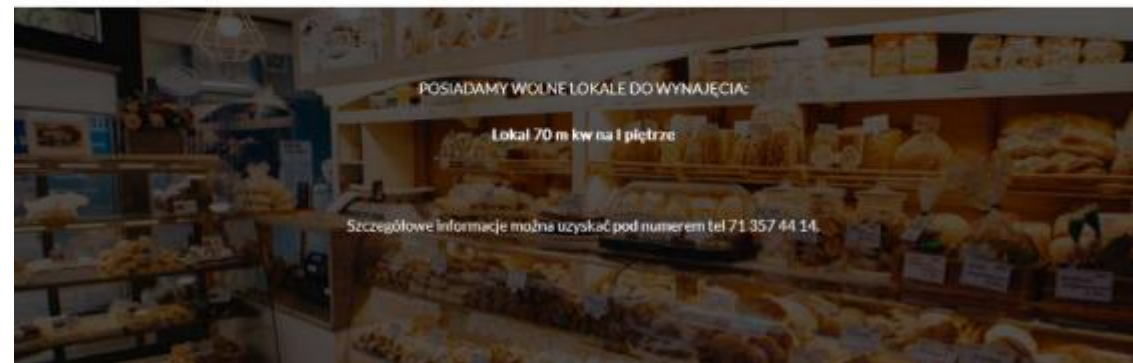 POSIADAMY WOLNE LOKALE DO WYNAJĘCIA:
Lokal 70 m kw na I piętrze
Szczegółowe informacje można uzyskać pod numerem tel 71 357 44 14.